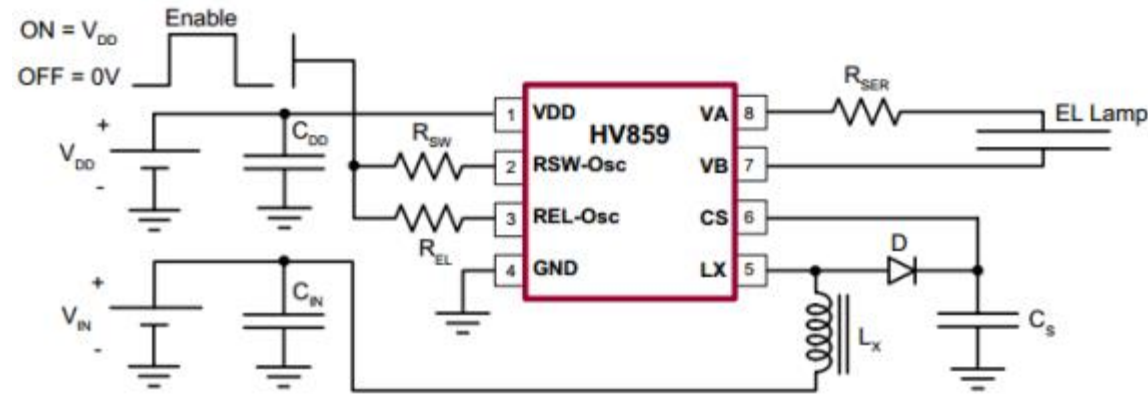 Enable
ON = VDD
OFF = 0V
+
VDD
-
CDD
RSW
REL
+
VIN
-
CIN
HV859
1 VDD
2 RSW-Osc
3 REL-Osc
4 GND
VA 8
VB 7
CS 6
LX 5
RSER
EL Lamp
D
LX
CS